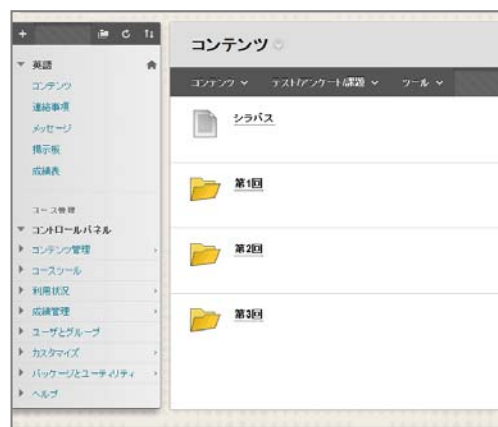 英語
コンテンツ
連絡事項
メッセージ
掲示板
成績表
コース管理
コントロールパネル
コンテンツ管理
コースツール
利用状況
成績管理
ユーザとグループ
カスタマイズ
パッケージとユーティリティ
ヘルプ
コンテンツ
コンテンツ テスト/アンケート/課題 ツール
シラバス
第1回
第2回
第3回